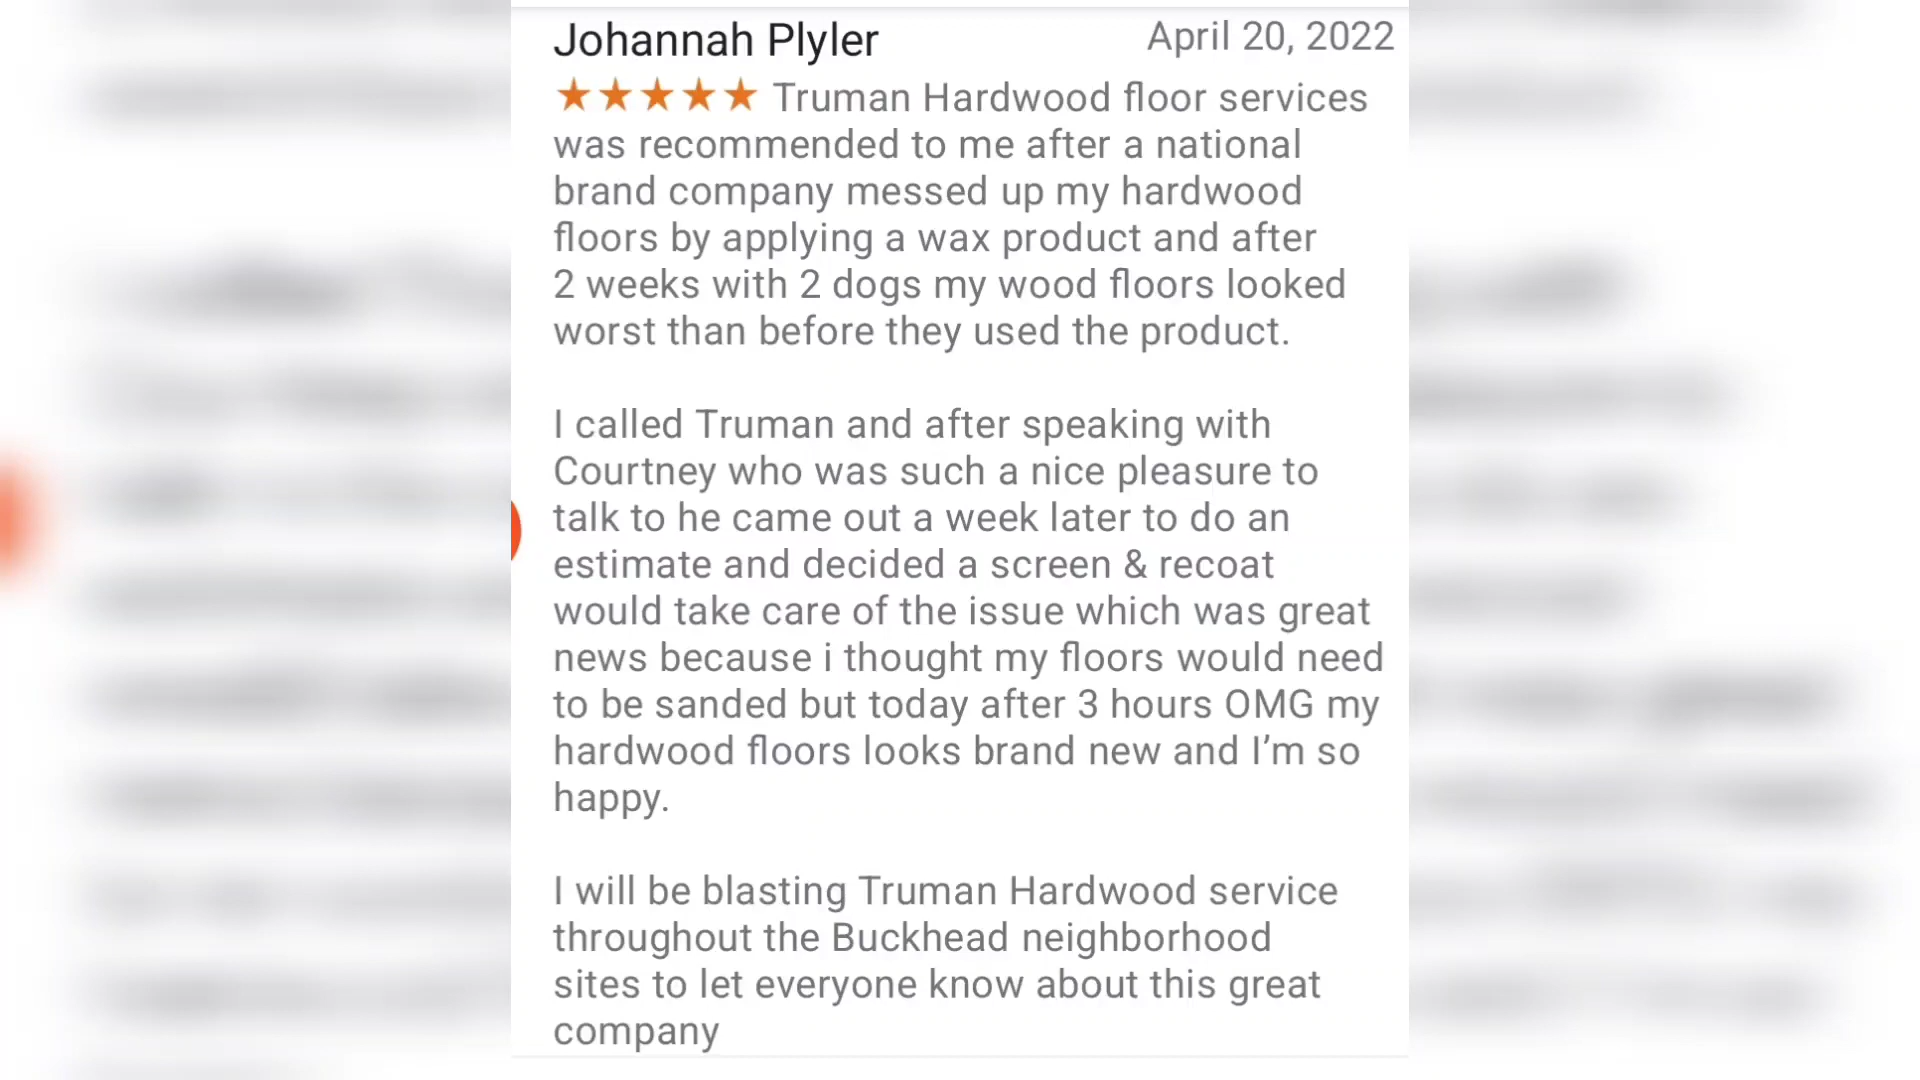 Johannah Plyler April 20, 2022
Truman Hardwood floor services
was recommended to me after a national
brand company messed up my hardwood
floors by applying a wax product and after
2 weeks with 2 dogs my wood floors looked
worst than before they used the product.
I called Truman and after speaking with
Courtney who was such a nice pleasure to
talk to he came out a week later to do an
estimate and decided a screen & recoat
would take care of the issue which was great
news because i thought my floors would need
to be sanded but today after 3 hours OMG my
hardwood floors looks brand new and I’m so
happy.
I will be blasting Truman Hardwood service
throughout the Buckhead neighborhood
sites to let everyone know about this great
company